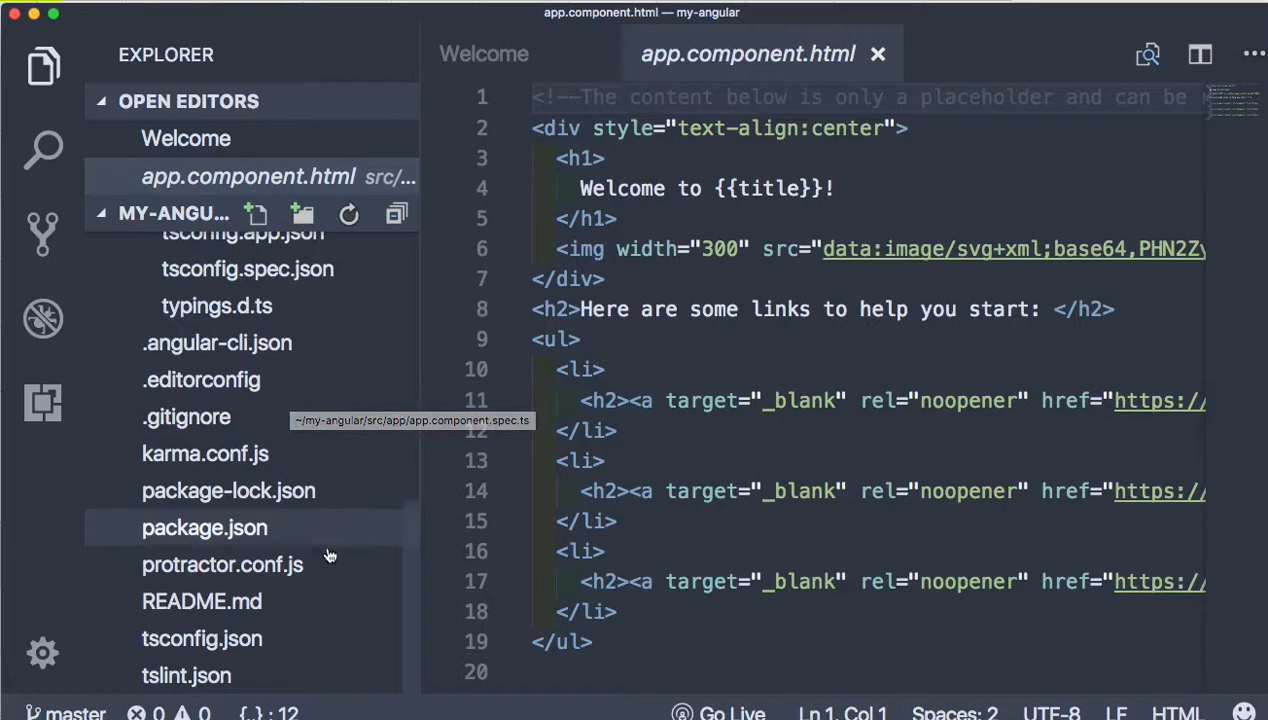 app.component.html — my-angular
EXPLORER
OPEN EDITORS
Welcome
app.component.html src/...
MY-ANGU...
tsconfig.app.json
tsconfig.spec.json
typings.d.ts
.angular-cli.json
.editorconfig
.gitignore
~/my-angular/src/app/app.component.spec.ts
karma.conf.js
package-lock.json
package.json
protractor.conf.js
README.md
tsconfig.json
tslint.json
Welcome
app.component.html ×
1 <!--The content below is only a placeholder and can be
2 <div style="text-align:center">
3 <h1>
4 Welcome to {{title}}!
5 </h1>
6 <img width="300" src="data:image/svg+xml;base64,PHN2Zy
7 </div>
8 <h2>Here are some links to help you start: </h2>
9 <ul>
10 <li>
11 <h2><a target="_blank" rel="noopener" href="https://
12 </li>
13 <li>
14 <h2><a target="_blank" rel="noopener" href="https://
15 </li>
16 <li>
17 <h2><a target="_blank" rel="noopener" href="https://
18 </li>
19 </ul>
20
master 0 0 {..} : 12 Go Live Ln 1, Col 1 Spaces: 2 UTF-8 LF HTML